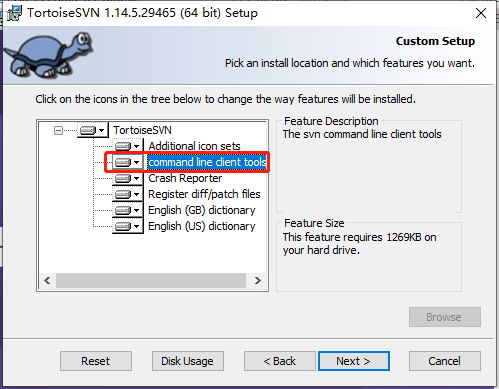 TortoiseSVN 1.14.5.29465 (64 bit) Setup
Custom Setup
Pick an install location and which features you want.
Click on the icons in the tree below to change the way features will be installed.
TortoiseSVN
Additional icon sets
command line client tools
Crash Reporter
Register diff/patch files
English (GB) dictionary
English (US) dictionary
Feature Description
The svn command line client tools
Feature Size
This feature requires 1269KB on
your hard drive.
Browse
Reset
Disk Usage
< Back
Next >
Cancel